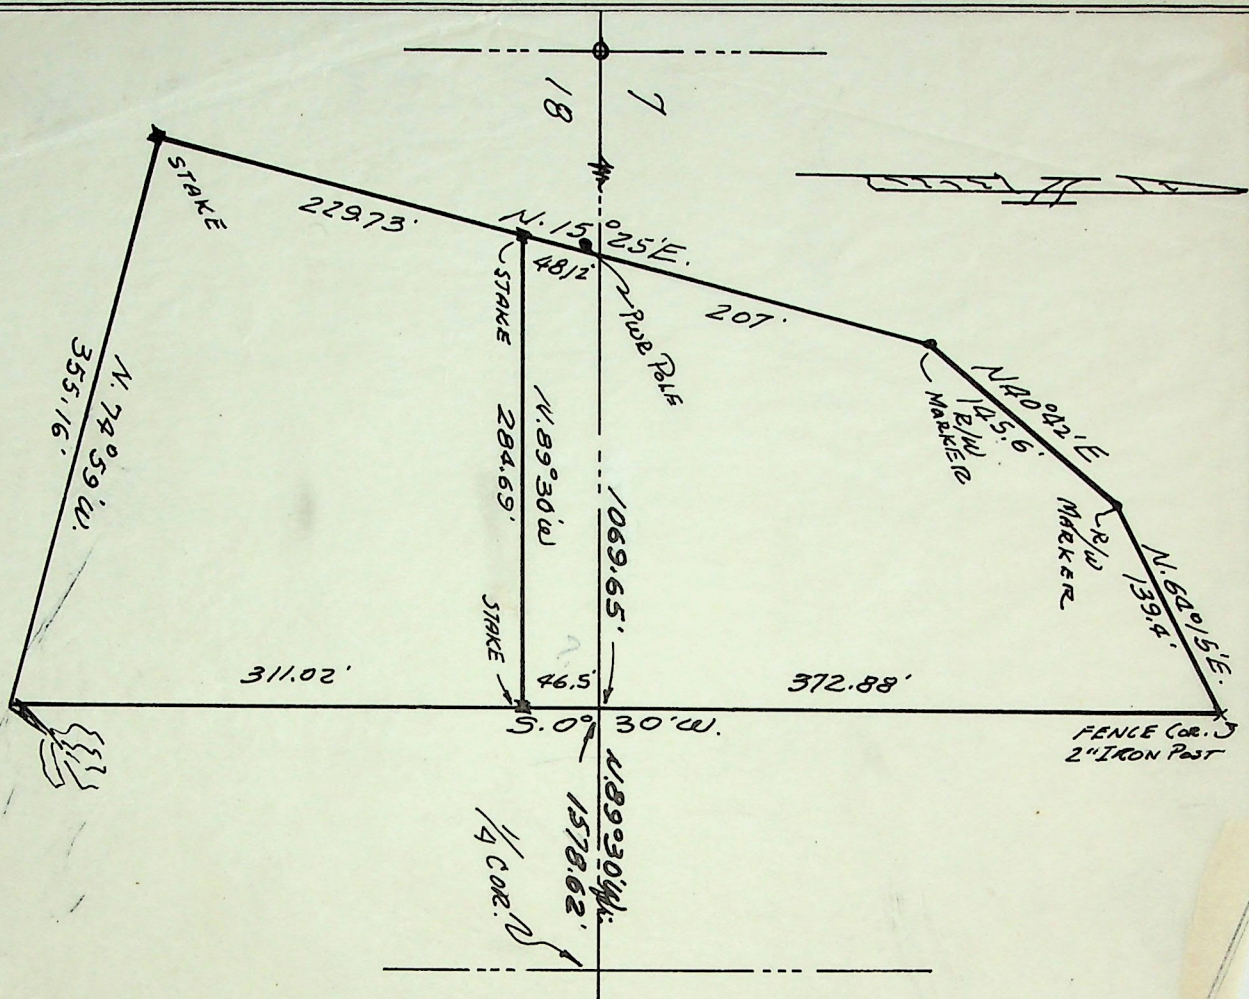 7
18
STAKE
229.73'
N. 15°25'E.
48.12'
STAKE
PWR POLE
207'
N40°42'E
145.6'
R/W
MARKER
R/W
MARKER
N.64°15'E.
139.4'
N. 74°59'W.
355.16'
N.89°30'W
284.69'
STAKE
1069.65'
311.02'
46.5'
372.88'
S. 0° 30'W.
FENCE COR.
2" IRON POST
N.89°30'W
1578.62'
1/4 COR.